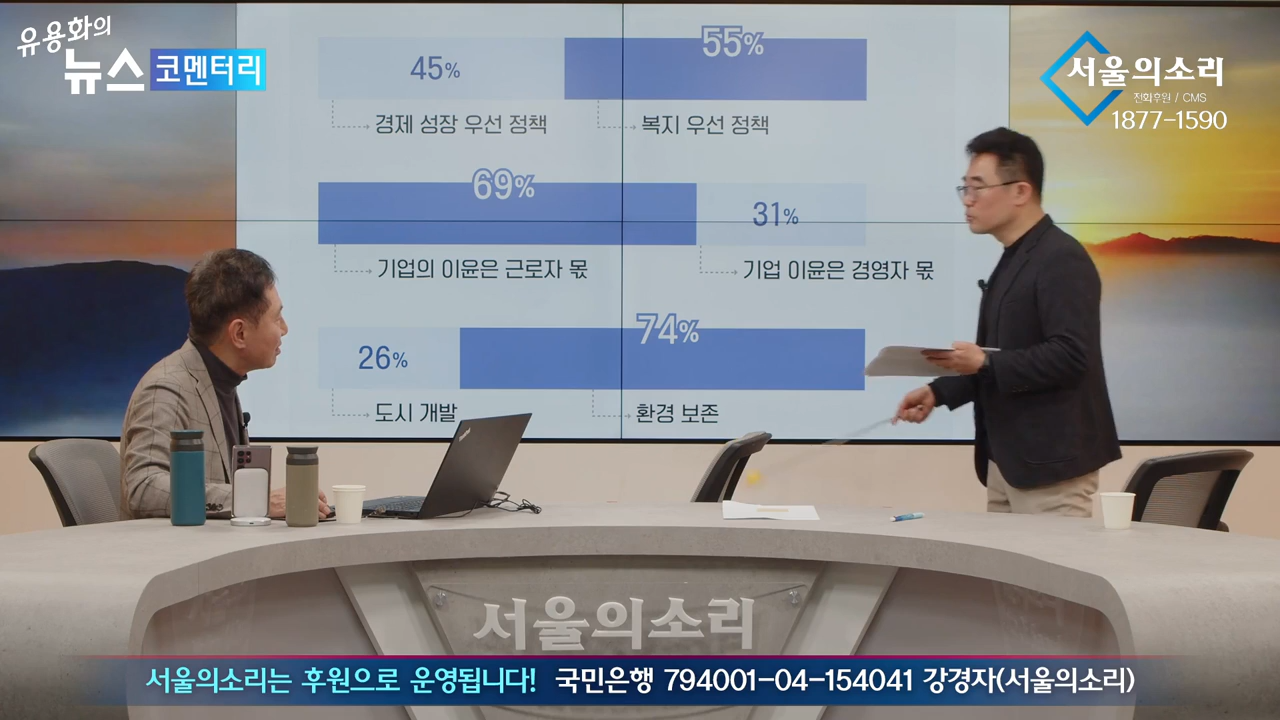 유용화의
뉴스 코멘터리
서울의소리
전화후원 / CMS
1877-1590
45%
55%
경제 성장 우선 정책
복지 우선 정책
69%
31%
기업의 이윤은 근로자 몫
기업 이윤은 경영자 몫
26%
74%
도시 개발
환경 보존
서울의소리
서울의소리는 후원으로 운영됩니다! 국민은행 794001-04-154041 강경자(서울의소리)